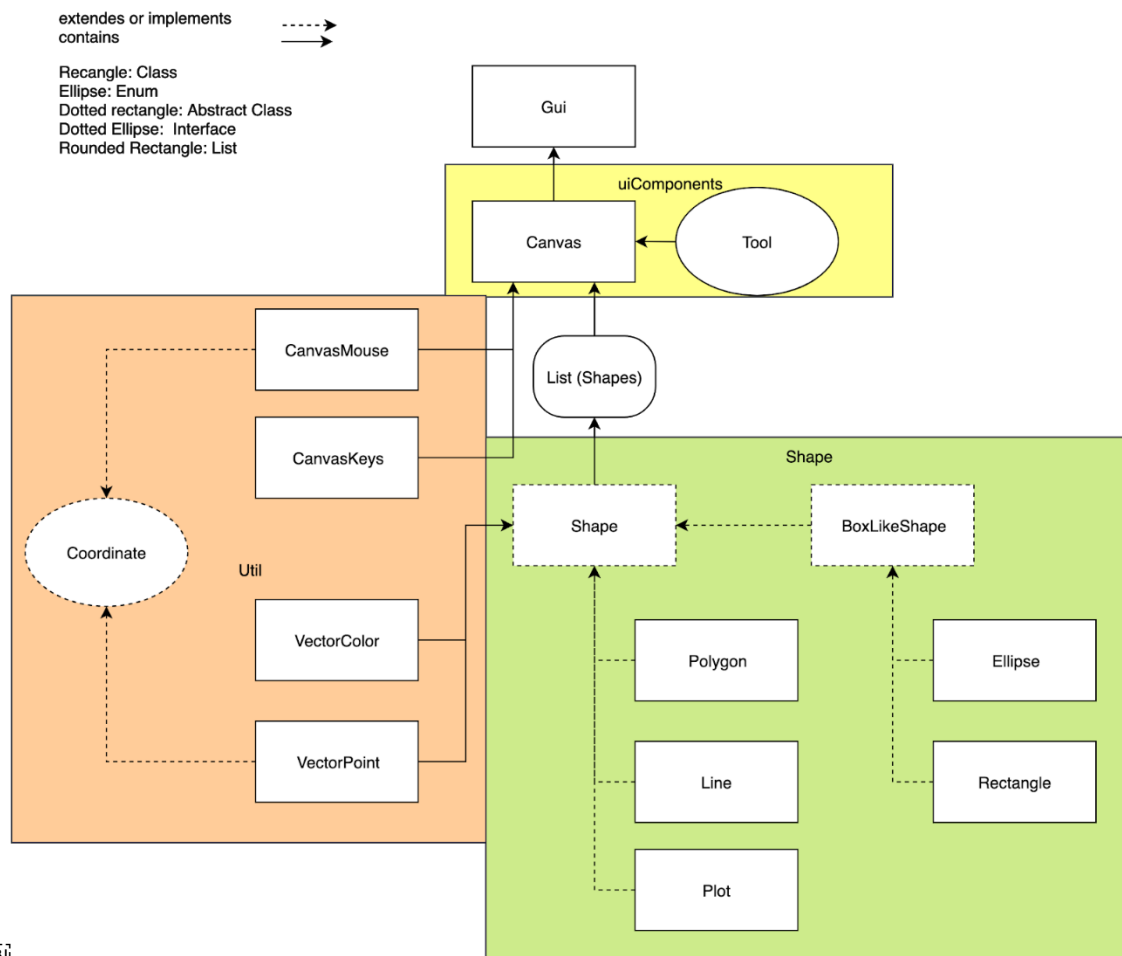 extendes or implements
contains
Recangle: Class
Ellipse: Enum
Dotted rectangle: Abstract Class
Dotted Ellipse:  Interface
Rounded Rectangle: List
Gui
uiComponents
Canvas
Tool
CanvasMouse
List (Shapes)
CanvasKeys
Shape
Shape
BoxLikeShape
Coordinate
Util
VectorColor
Polygon
Ellipse
VectorPoint
Line
Rectangle
Plot